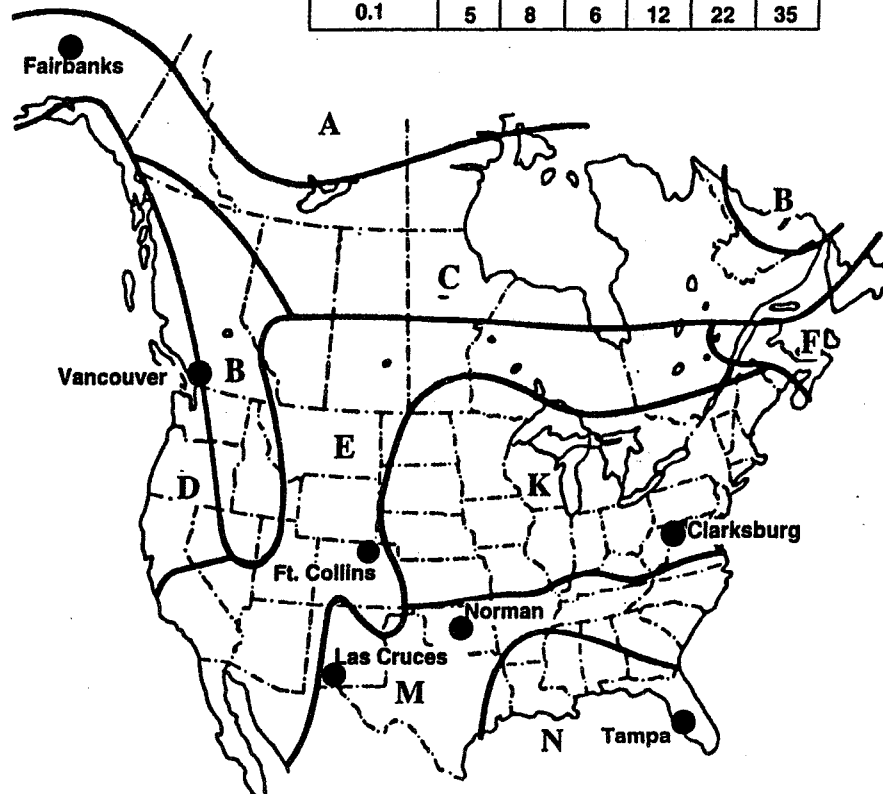 0.1 5 8 6 12 22 35
Fairbanks
A
B
C
F
Vancouver
B
E
D
K
Clarksburg
Ft. Collins
Norman
Las Cruces
M
N
Tampa